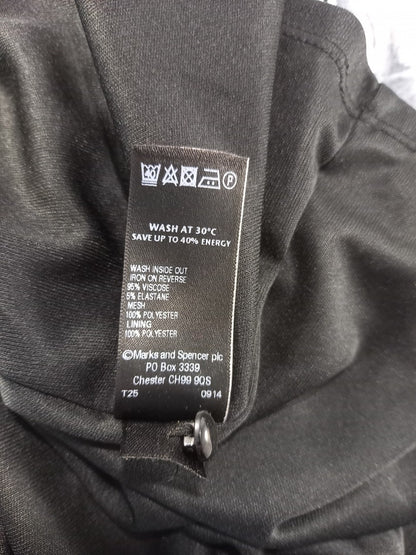 40 P
WASH AT 30°C
SAVE UP TO 40% ENERGY
WASH INSIDE OUT
IRON ON REVERSE
95% VISCOSE
5% ELASTANE
MESH
100% POLYESTER
LINING
100% POLYESTER
©Marks and Spencer plc
PO Box 3339
Chester CH99 9QS
T25 0914